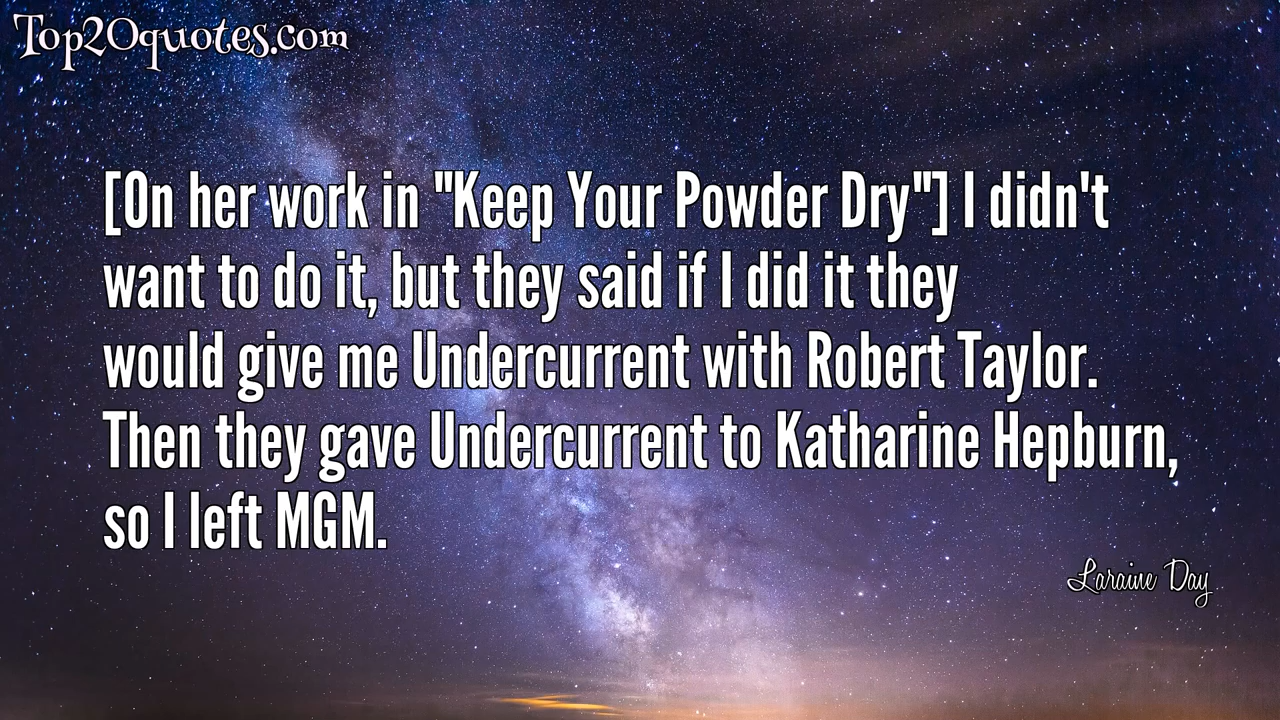 Top20quotes.com
[On her work in "Keep Your Powder Dry"] I didn't
want to do it, but they said if I did it they
would give me Undercurrent with Robert Taylor.
Then they gave Undercurrent to Katharine Hepburn,
so I left MGM.
Laraine Day